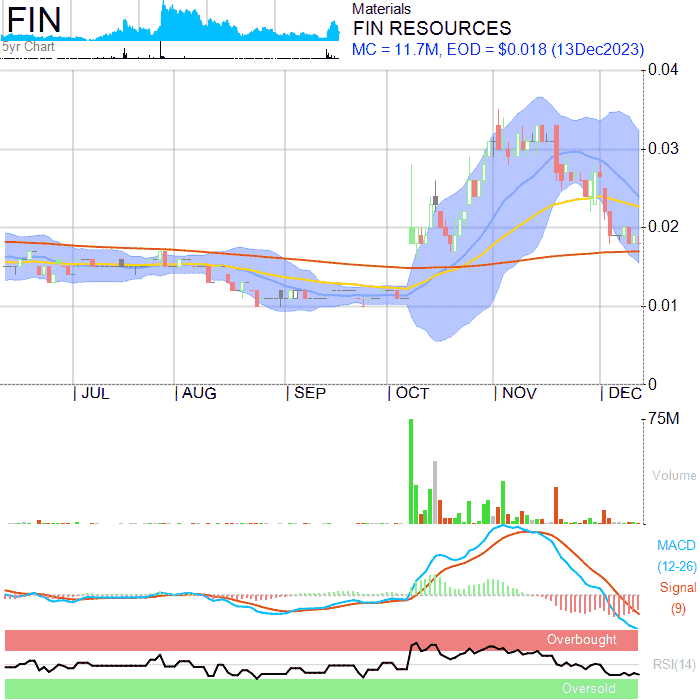 FIN
5yr Chart
Materials
FIN RESOURCES
MC = 11.7M, EOD = $0.018 (13Dec2023)
0.04
0.03
0.02
0.01
0
| JUL | AUG | SEP | OCT | NOV | DEC
75M
Volume
MACD
(12-26)
Signal
(9)
Overbought
RSI(14)
Oversold